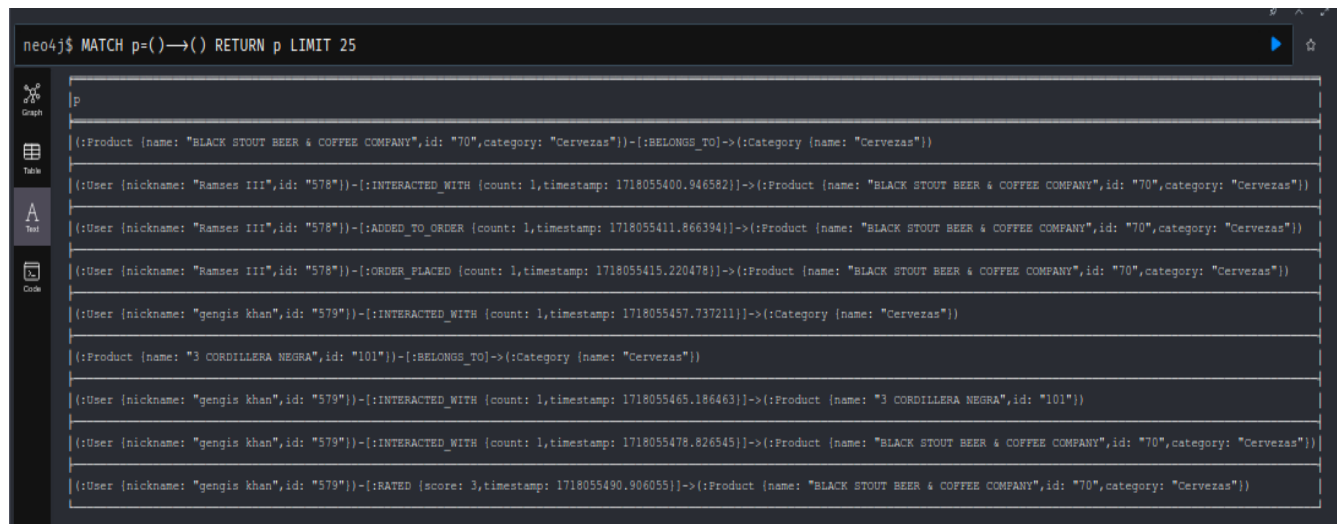 neo4j$ MATCH p=()→() RETURN p LIMIT 25
Graph
Table
Text
Code
p
(:Product {name: "BLACK STOUT BEER & COFFEE COMPANY",id: "70",category: "Cervezas"})-[:BELONGS_TO]->(:Category {name: "Cervezas"})
(:User {nickname: "Ramses III",id: "578"})-[:INTERACTED_WITH {count: 1,timestamp: 1718055400.946582}]->(:Product {name: "BLACK STOUT BEER & COFFEE COMPANY",id: "70",category: "Cervezas"})
(:User {nickname: "Ramses III",id: "578"})-[:ADDED_TO_ORDER {count: 1,timestamp: 1718055411.866394}]->(:Product {name: "BLACK STOUT BEER & COFFEE COMPANY",id: "70",category: "Cervezas"})
(:User {nickname: "Ramses III",id: "578"})-[:ORDER_PLACED {count: 1,timestamp: 1718055415.220478}]->(:Product {name: "BLACK STOUT BEER & COFFEE COMPANY",id: "70",category: "Cervezas"})
(:User {nickname: "gengis khan",id: "579"})-[:INTERACTED_WITH {count: 1,timestamp: 1718055457.737211}]->(:Category {name: "Cervezas"})
(:Product {name: "3 CORDILLERA NEGRA",id: "101"})-[:BELONGS_TO]->(:Category {name: "Cervezas"})
(:User {nickname: "gengis khan",id: "579"})-[:INTERACTED_WITH {count: 1,timestamp: 1718055465.186463}]->(:Product {name: "3 CORDILLERA NEGRA",id: "101"})
(:User {nickname: "gengis khan",id: "579"})-[:INTERACTED_WITH {count: 1,timestamp: 1718055478.826545}]->(:Product {name: "BLACK STOUT BEER & COFFEE COMPANY",id: "70",category: "Cervezas"})
(:User {nickname: "gengis khan",id: "579"})-[:RATED {score: 3,timestamp: 1718055490.906055}]->(:Product {name: "BLACK STOUT BEER & COFFEE COMPANY",id: "70",category: "Cervezas"})